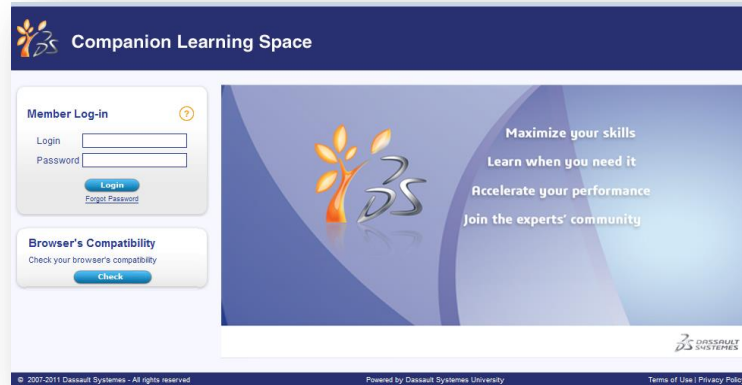 Companion Learning Space
Member Log-in
?
Login
Password
Login
Forgot Password
Browser's Compatibility
Check your browser's compatibility
Check
Maximize your skills
Learn when you need it
Accelerate your performance
Join the experts' community
DASSAULT
SYSTEMES
© 2007-2011 Dassault Systemes - All rights reserved
Powered by Dassault Systemes University
Terms of Use | Privacy Policy